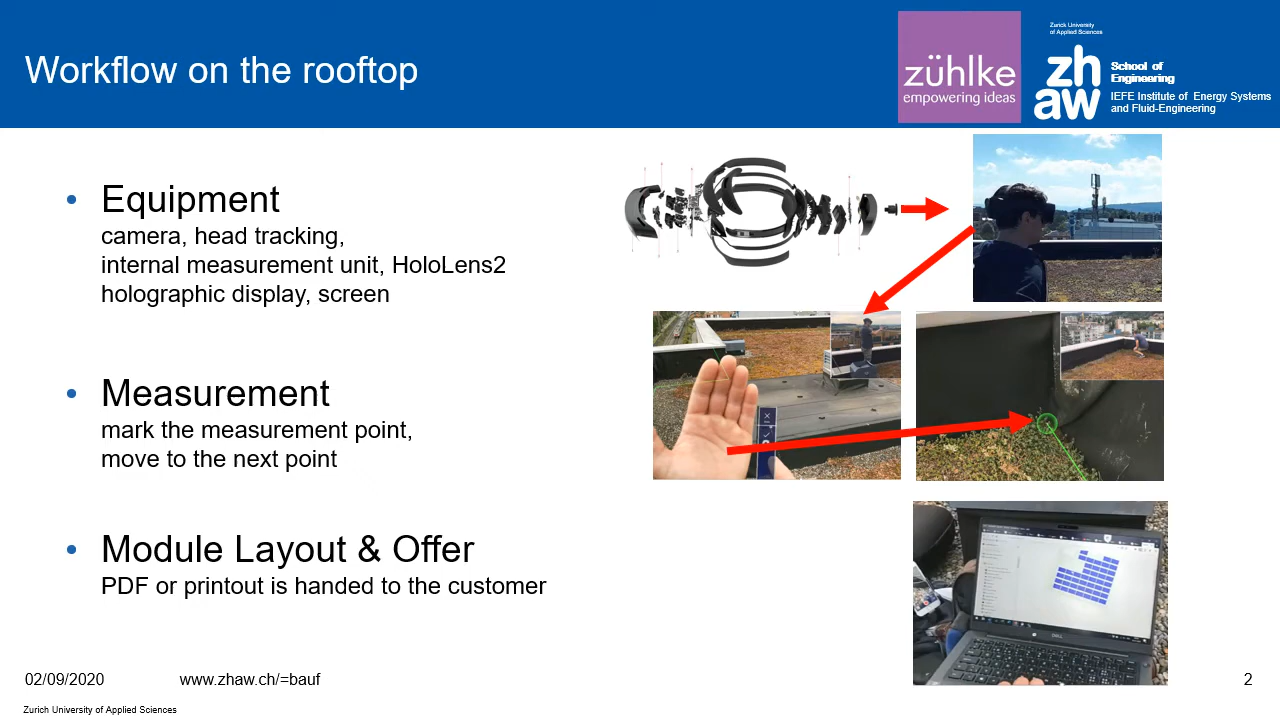 Workflow on the rooftop
zühlke
empowering ideas
Zurich University
of Applied Sciences
zh
aw
School of
Engineering
IEFE Institute of Energy Systems
and Fluid-Engineering
• Equipment
camera, head tracking,
internal measurement unit, HoloLens2
holographic display, screen
• Measurement
mark the measurement point,
move to the next point
• Module Layout & Offer
PDF or printout is handed to the customer
DELL
02/09/2020
www.zhaw.ch/=bauf
2
Zurich University of Applied Sciences